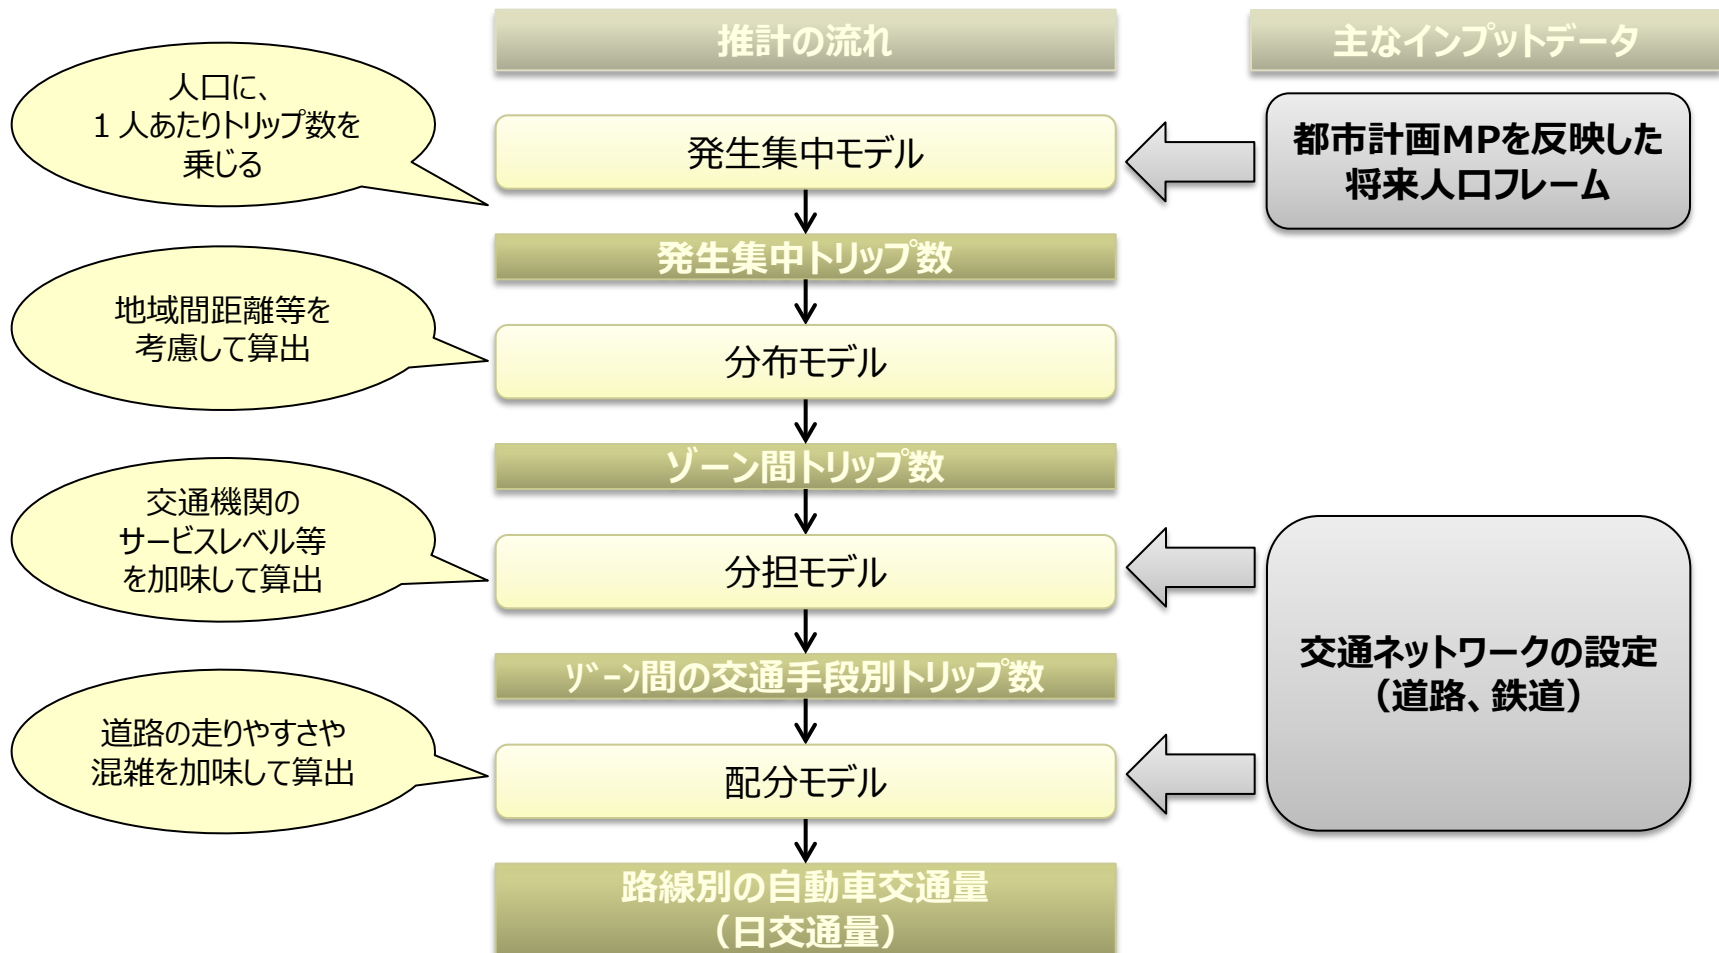 推計の流れ
主なインプットデータ
人口に、
1 人あたりトリップ数を
乗じる
発生集中モデル
都市計画MPを反映した
将来人口フレーム
発生集中トリップ数
地域間距離等を
考慮して算出
分布モデル
ゾーン間トリップ数
交通機関の
サービスレベル等
を加味して算出
分担モデル
交通ネットワークの設定
（道路、鉄道）
ｿﾞｰﾝ間の交通手段別トリップ数
道路の走りやすさや
混雑を加味して算出
配分モデル
路線別の自動車交通量
（日交通量）